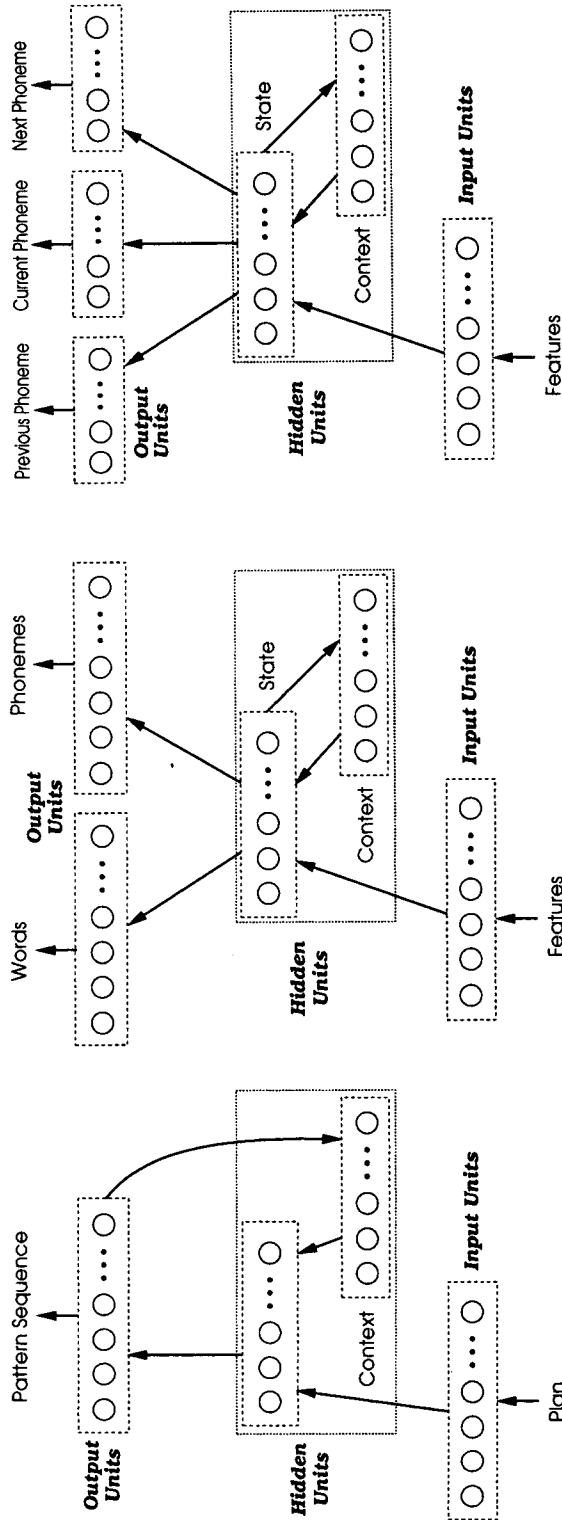 Pattern Sequence
Output
Units
Hidden
Units
Context
Input Units
Plan
Words
Phonemes
Output
Units
State
Hidden
Units
Context
Input Units
Features
Previous Phoneme
Current Phoneme
Next Phoneme
Output
Units
State
Hidden
Units
Context
Input Units
Features